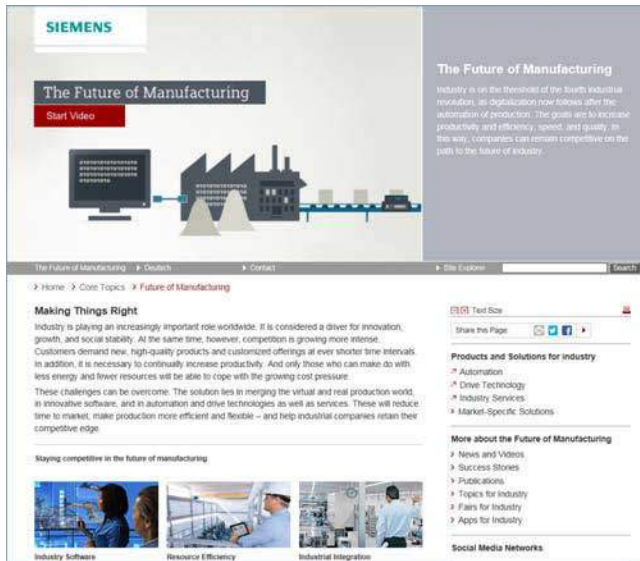 SIEMENS
The Future of Manufacturing
Start Video
The Future of Manufacturing
Industry is on the threshold of the fourth industrial
revolution, as digitalization now follows after the
automation of production. The goals are to increase
productivity and efficiency, speed, and quality. In
this way, companies can remain competitive on the
path to the future of industry.
The Future of Manufacturing Deutsch Contact Site Explorer Search
Home Core Topics Future of Manufacturing
Making Things Right
Industry is playing an increasingly important role worldwide. It is considered a driver for innovation,
growth, and social stability. At the same time, however, competition is growing more intense.
Customers demand new, high-quality products and customized offerings at ever shorter time intervals.
In addition, it is necessary to continually increase productivity. And only those who can make do with
less energy and fewer resources will be able to cope with the growing cost pressure.
These challenges can be overcome. The solution lies in merging the virtual and real production world,
in innovative software, and in automation and drive technologies as well as services. These will reduce
time to market, make production more efficient and flexible – and help industrial companies retain their
competitive edge.
Staying competitive in the future of manufacturing
Industry Software
Resource Efficiency
Industrial Integration
Text Size
Share this Page
Products and Solutions for industry
Automation
Drive Technology
Industry Services
Market-Specific Solutions
More about the Future of Manufacturing
News and Videos
Success Stories
Publications
Topics for Industry
Fairs for Industry
Apps for Industry
Social Media Networks